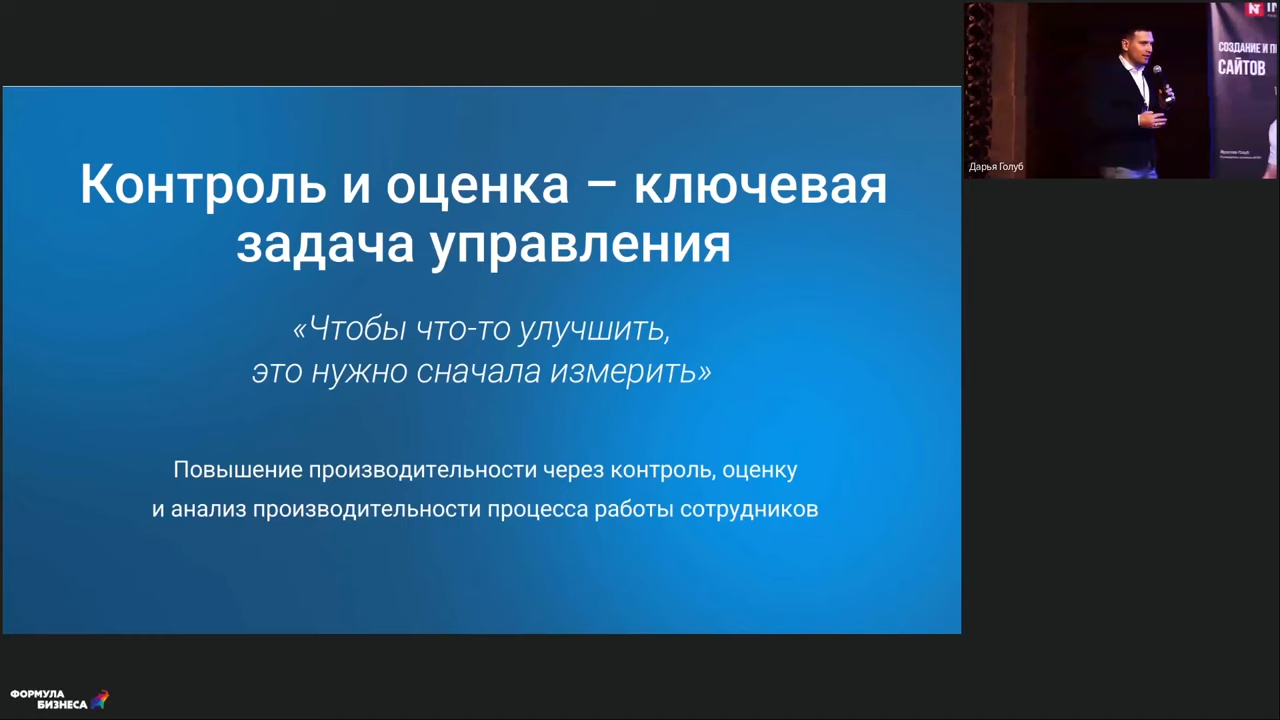 Контроль и оценка – ключевая
задача управления
«Чтобы что-то улучшить,
это нужно сначала измерить»
Повышение производительности через контроль, оценку
и анализ производительности процесса работы сотрудников
СОЗДАНИЕ И
САЙТОВ
Дарья Голуб
ФОРМУЛА
БИЗНЕСА